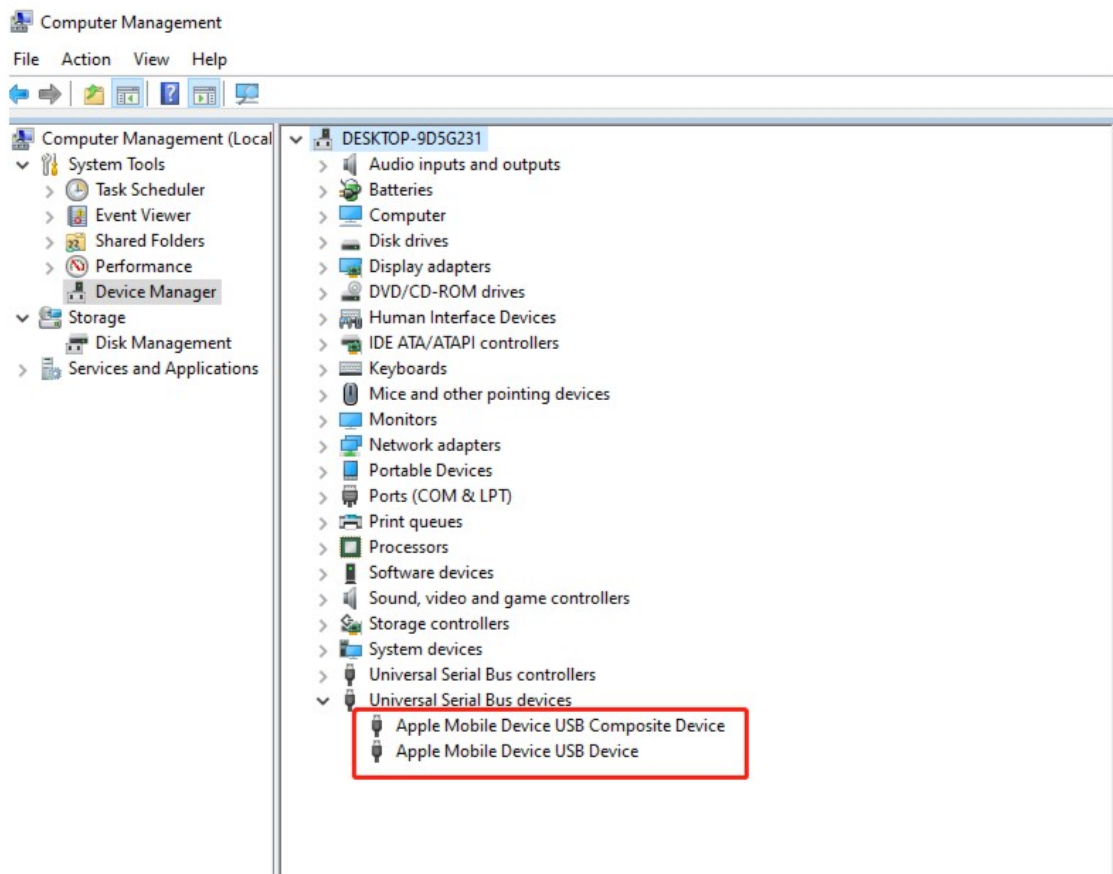 Computer Management
File Action View Help
Computer Management (Local
System Tools
Task Scheduler
Event Viewer
Shared Folders
Performance
Device Manager
Storage
Disk Management
Services and Applications
DESKTOP-9D5G231
Audio inputs and outputs
Batteries
Computer
Disk drives
Display adapters
DVD/CD-ROM drives
Human Interface Devices
IDE ATA/ATAPI controllers
Keyboards
Mice and other pointing devices
Monitors
Network adapters
Portable Devices
Ports (COM & LPT)
Print queues
Processors
Software devices
Sound, video and game controllers
Storage controllers
System devices
Universal Serial Bus controllers
Universal Serial Bus devices
Apple Mobile Device USB Composite Device
Apple Mobile Device USB Device